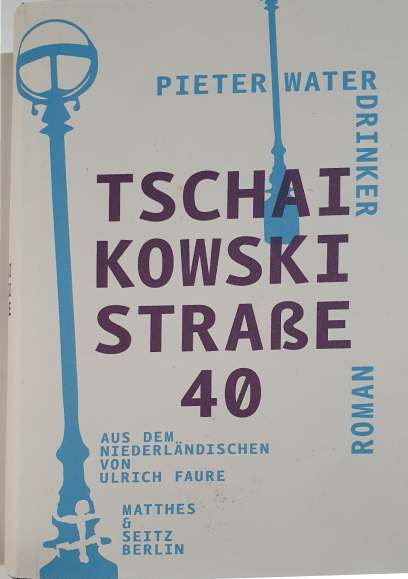 PIETER WATER
DRINKER
TSCHAI
KOWSKI
STRAßE
40
ROMAN
AUS DEM
NIEDERLÄNDISCHEN
VON
ULRICH FAURE
MATTHES
&
SEITZ
BERLIN